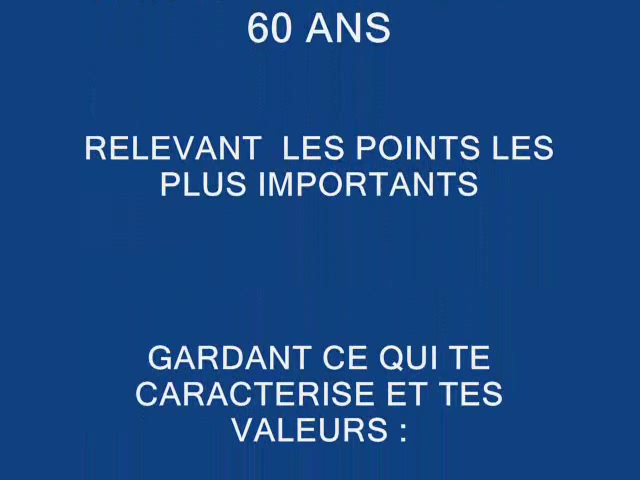 60 ANS
RELEVANT  LES POINTS LES
PLUS IMPORTANTS
GARDANT CE QUI TE
CARACTERISE ET TES
VALEURS :